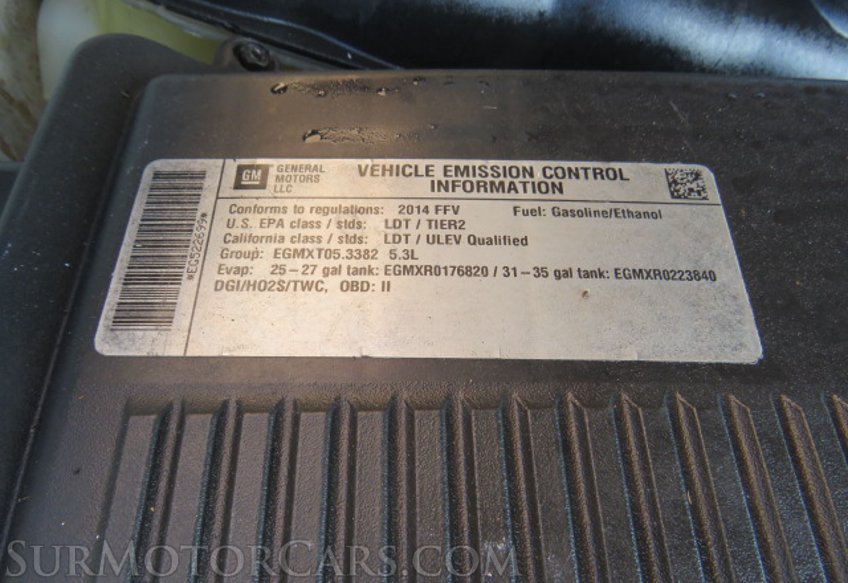 GM
GENERAL
MOTORS
LLC
VEHICLE EMISSION CONTROL
INFORMATION
Conforms to regulations: 2014 FFV Fuel: Gasoline/Ethanol
U.S. EPA class / stds: LDT / TIER2
California class / stds: LDT / ULEV Qualified
Group: EGMXT05.3382 5.3L
Evap: 25-27 gal tank: EGMXR0176820 / 31-35 gal tank: EGMXR0223840
DGI/HO2S/TWC, OBD: II
*EG522699*
SURMOTORCARS.COM